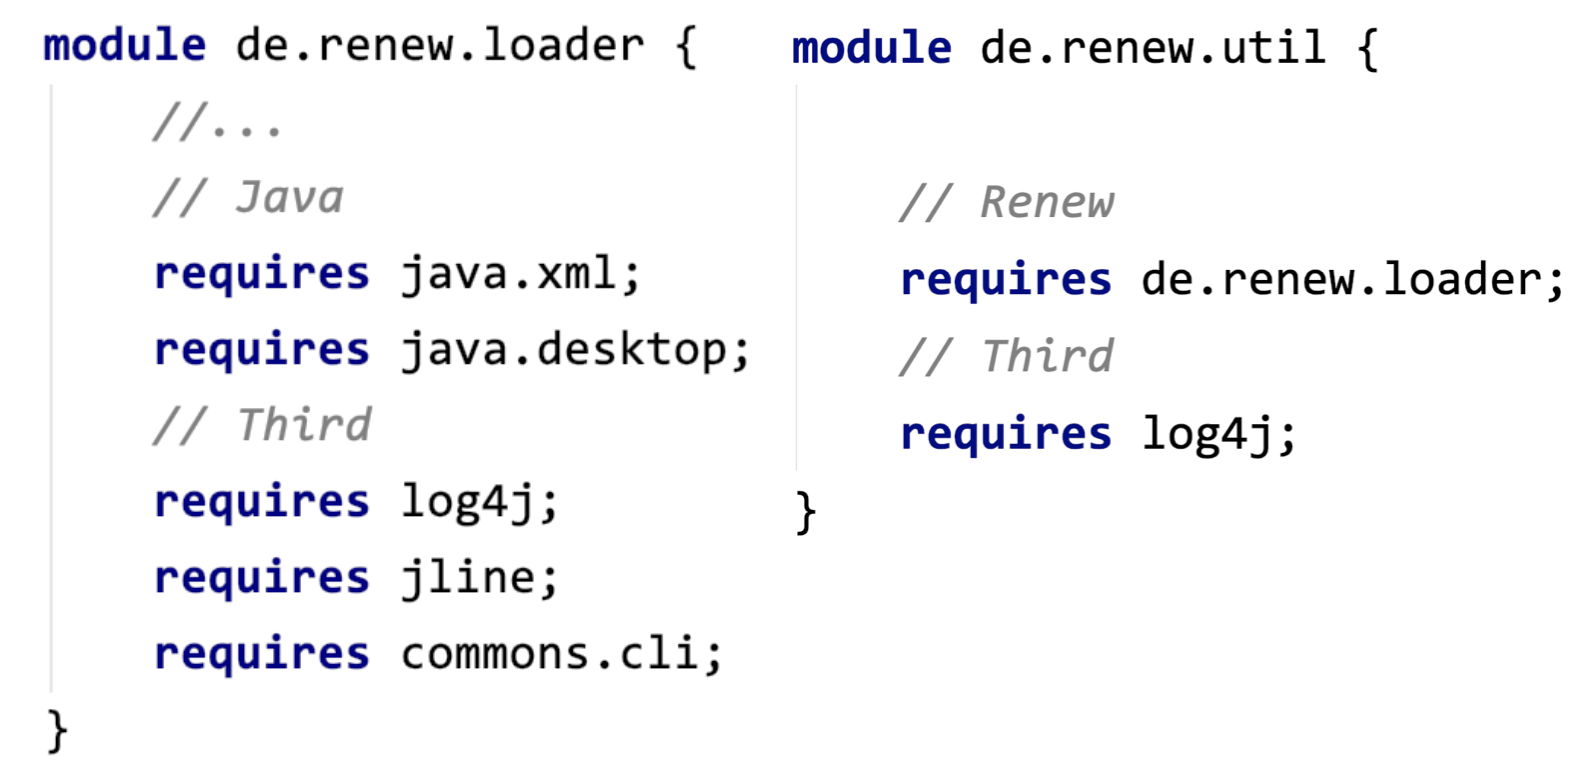 module de.renew.loader {
//...
// Java
requires java.xml;
requires java.desktop;
// Third
requires log4j;
requires jline;
requires commons.cli;
}
module de.renew.util {
// Renew
requires de.renew.loader;
// Third
requires log4j;
}